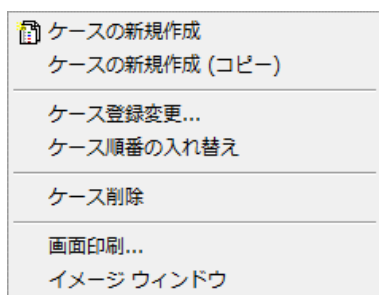 ケースの新規作成
ケースの新規作成 (コピー)
ケース登録変更...
ケース順番の入れ替え
ケース削除
画面印刷...
イメージ ウィンドウ